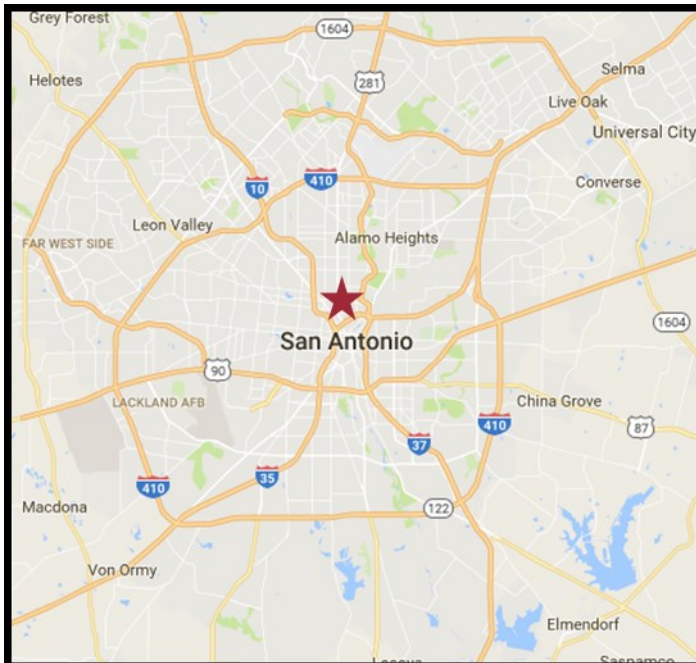 Grey Forest
1604
Selma
Helotes
281
Live Oak
Universal City
10
410
Converse
Leon Valley
Alamo Heights
FAR WEST SIDE
1604
San Antonio
90
LACKLAND AFB
China Grove
410
87
37
35
410
122
Macdona
Von Ormy
Elmendorf